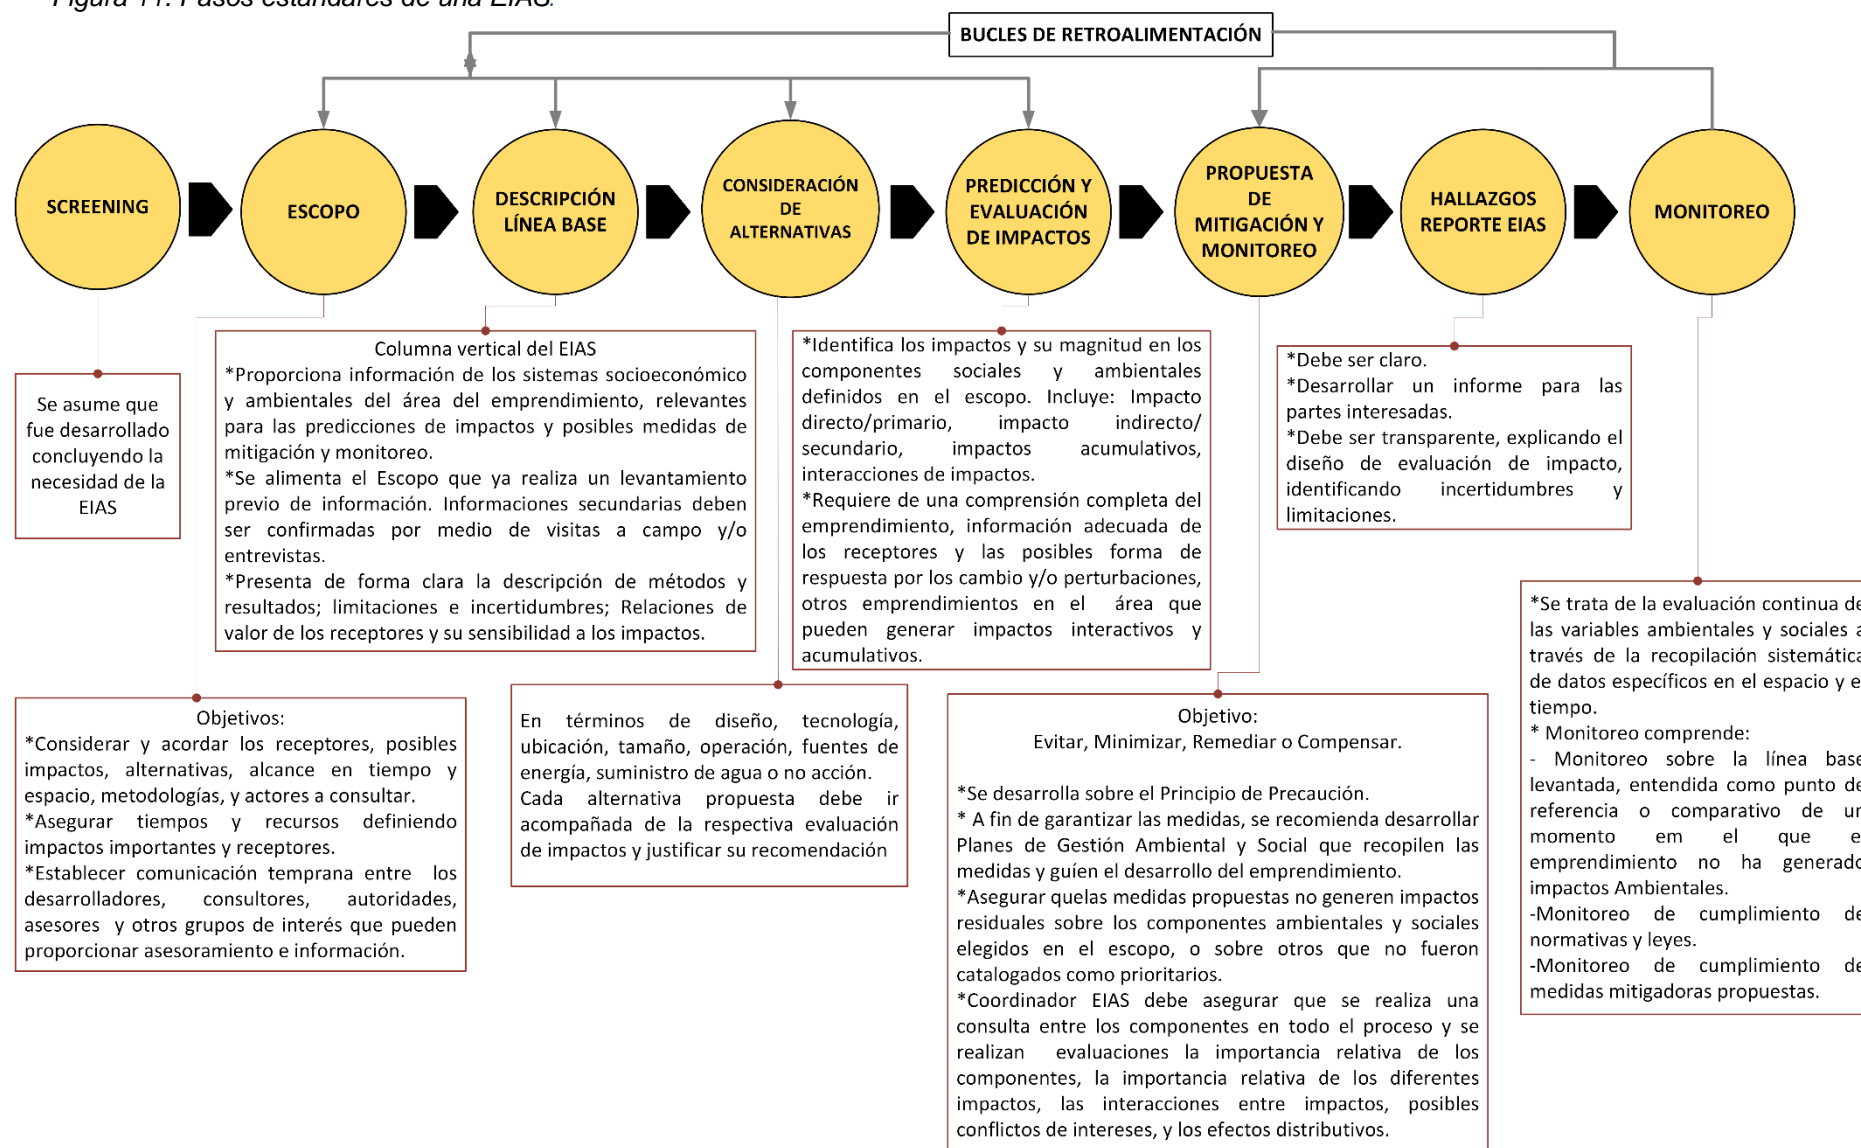 Figura 11. Pasos estándares de una EIAS.
BUCLES DE RETROALIMENTACIÓN
SCREENING
ESCOPO
DESCRIPCIÓN
LÍNEA BASE
CONSIDERACIÓN
DE
ALTERNATIVAS
PREDICCIÓN Y
EVALUACIÓN
DE IMPACTOS
PROPUESTA
DE
MITIGACIÓN Y
MONITOREO
HALLAZGOS
REPORTE EIAS
MONITOREO
Se asume que
fue desarrollado
concluyendo la
necesidad de la
EIAS
Columna vertical del EIAS
*Proporciona información de los sistemas socioeconómico
y ambientales del área del emprendimiento, relevantes
para las predicciones de impactos y posibles medidas de
mitigación y monitoreo.
*Se alimenta el Escopo que ya realiza un levantamiento
previo de información. Informaciones secundarias deben
ser confirmadas por medio de visitas a campo y/o
entrevistas.
*Presenta de forma clara la descripción de métodos y
resultados; limitaciones e incertidumbres; Relaciones de
valor de los receptores y su sensibilidad a los impactos.
*Identifica los impactos y su magnitud en los
componentes sociales y ambientales
definidos en el escopo. Incluye: Impacto
directo/primario, impacto indirecto/
secundario, impactos acumulativos,
interacciones de impactos.
*Requiere de una comprensión completa del
emprendimiento, información adecuada de
los receptores y las posibles forma de
respuesta por los cambio y/o perturbaciones,
otros emprendimientos en el área que
pueden generar impactos interactivos y
acumulativos.
*Debe ser claro.
*Desarrollar un informe para las
partes interesadas.
*Debe ser transparente, explicando el
diseño de evaluación de impacto,
identificando incertidumbres y
limitaciones.
Objetivos:
*Considerar y acordar los receptores, posibles
impactos, alternativas, alcance en tiempo y
espacio, metodologías, y actores a consultar.
*Asegurar tiempos y recursos definiendo
impactos importantes y receptores.
*Establecer comunicación temprana entre los
desarrolladores, consultores, autoridades,
asesores y otros grupos de interés que pueden
proporcionar asesoramiento e información.
En términos de diseño, tecnología,
ubicación, tamaño, operación, fuentes de
energía, suministro de agua o no acción.
Cada alternativa propuesta debe ir
acompañada de la respectiva evaluación
de impactos y justificar su recomendación
Objetivo:
Evitar, Minimizar, Remediar o Compensar.
*Se desarrolla sobre el Principio de Precaución.
* A fin de garantizar las medidas, se recomienda desarrollar
Planes de Gestión Ambiental y Social que recopilen las
medidas y guíen el desarrollo del emprendimiento.
*Asegurar quelas medidas propuestas no generen impactos
residuales sobre los componentes ambientales y sociales
elegidos en el escopo, o sobre otros que no fueron
catalogados como prioritarios.
*Coordinador EIAS debe asegurar que se realiza una
consulta entre los componentes en todo el proceso y se
realizan evaluaciones la importancia relativa de los
componentes, la importancia relativa de los diferentes
impactos, las interacciones entre impactos, posibles
conflictos de intereses, y los efectos distributivos.
*Se trata de la evaluación continua de
las variables ambientales y sociales a
través de la recopilación sistemática
de datos específicos en el espacio y e
tiempo.
* Monitoreo comprende:
- Monitoreo sobre la línea base
levantada, entendida como punto de
referencia o comparativo de un
momento em el que e
emprendimiento no ha generado
impactos Ambientales.
-Monitoreo de cumplimiento de
normativas y leyes.
-Monitoreo de cumplimiento de
medidas mitigadoras propuestas.